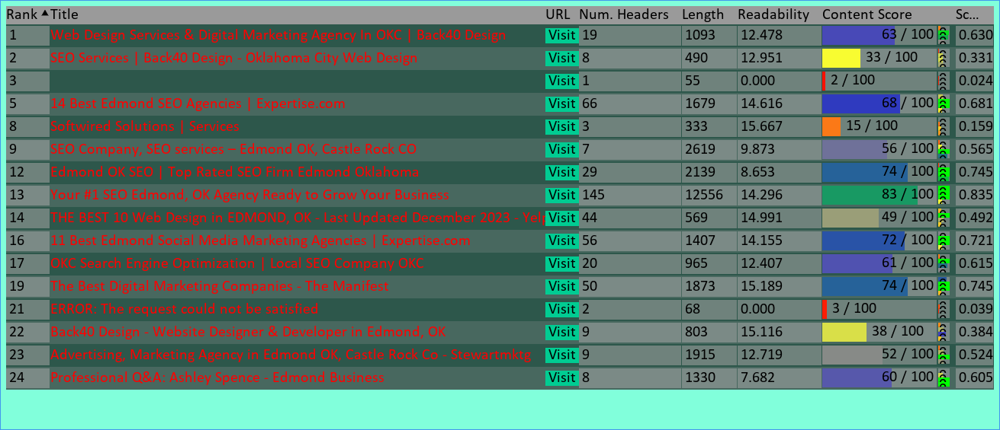 Rank Title URL Num. Headers Length Readability Content Score Sc...
1 Web Design Services & Digital Marketing Agency In OKC | Back40 Design Visit 19 1093 12.478 63 / 100 0.630
2 SEO Services | Back40 Design - Oklahoma City Web Design Visit 8 490 12.951 33 / 100 0.331
3 Visit 1 55 0.000 2 / 100 0.024
5 14 Best Edmond SEO Agencies | Expertise.com Visit 66 1679 14.616 68 / 100 0.681
8 Softwired Solutions | Services Visit 3 333 15.667 15 / 100 0.159
9 SEO Company, SEO services – Edmond OK, Castle Rock CO Visit 7 2619 9.873 56 / 100 0.565
12 Edmond OK SEO | Top Rated SEO Firm Edmond Oklahoma Visit 29 2139 8.653 74 / 100 0.745
13 Your #1 SEO Edmond, OK Agency Ready to Grow Your Business Visit 145 12556 14.296 83 / 100 0.835
14 THE BEST 10 Web Design in EDMOND, OK - Last Updated December 2023 - Yelp Visit 44 569 14.991 49 / 100 0.492
16 11 Best Edmond Social Media Marketing Agencies | Expertise.com Visit 56 1407 14.155 72 / 100 0.721
17 OKC Search Engine Optimization | Local SEO Company OKC Visit 20 965 12.407 61 / 100 0.615
19 The Best Digital Marketing Companies - The Manifest Visit 50 1873 15.189 74 / 100 0.745
21 ERROR: The request could not be satisfied Visit 2 68 0.000 3 / 100 0.039
22 Back40 Design - Website Designer & Developer in Edmond, OK Visit 9 803 15.116 38 / 100 0.384
23 Advertising, Marketing Agency in Edmond OK, Castle Rock Co - Stewartmktg Visit 9 1915 12.719 52 / 100 0.524
24 Professional Q&A: Ashley Spence - Edmond Business Visit 8 1330 7.682 60 / 100 0.605